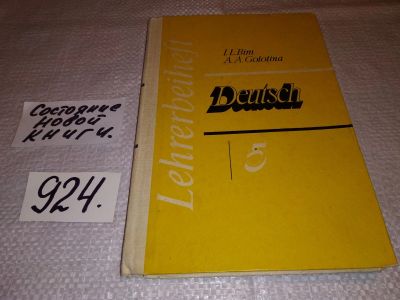 Состояние
новой
книги.
924.
Lehrerbeiheft
I.L.Bim
A.A.Golotina
Deutsch
5